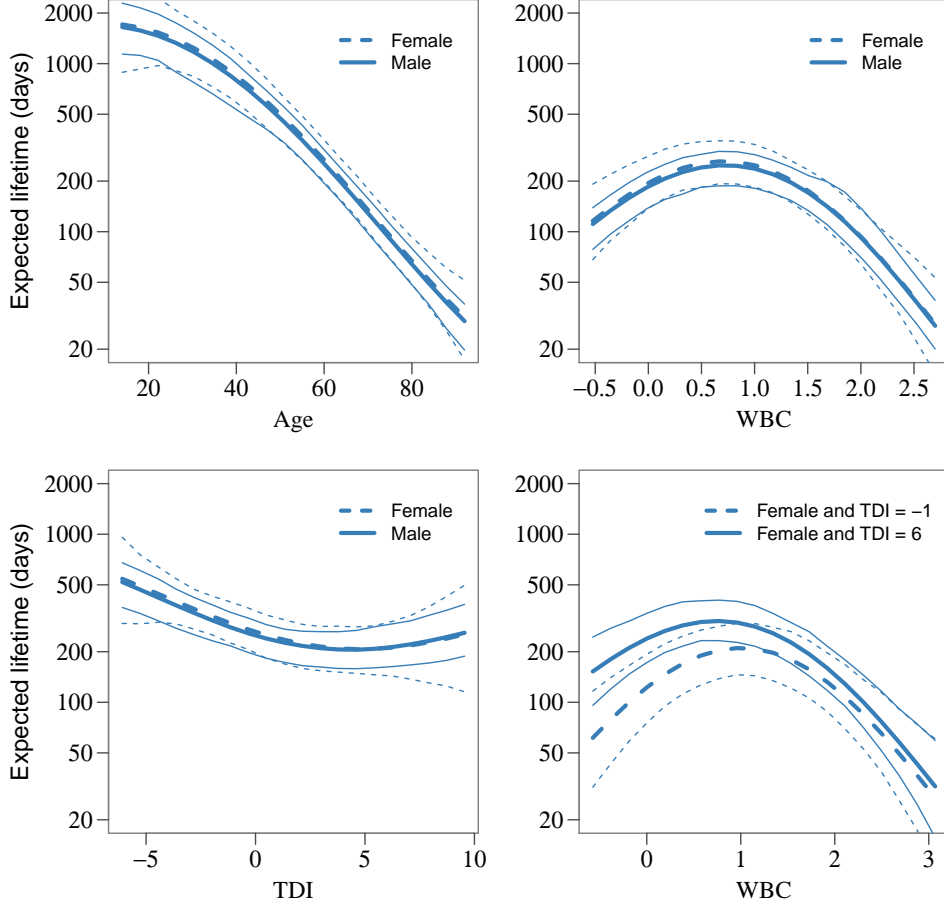 2000
1000
500
200
100
50
20
Expected lifetime (days)
Female
Male
20 40 60 80
Age
2000
1000
500
200
100
50
20
Female
Male
−0.5 0.0 0.5 1.0 1.5 2.0 2.5
WBC
2000
1000
500
200
100
50
20
Expected lifetime (days)
Female
Male
−5 0 5 10
TDI
2000
1000
500
200
100
50
20
Female and TDI = −1
Female and TDI = 6
0 1 2 3
WBC